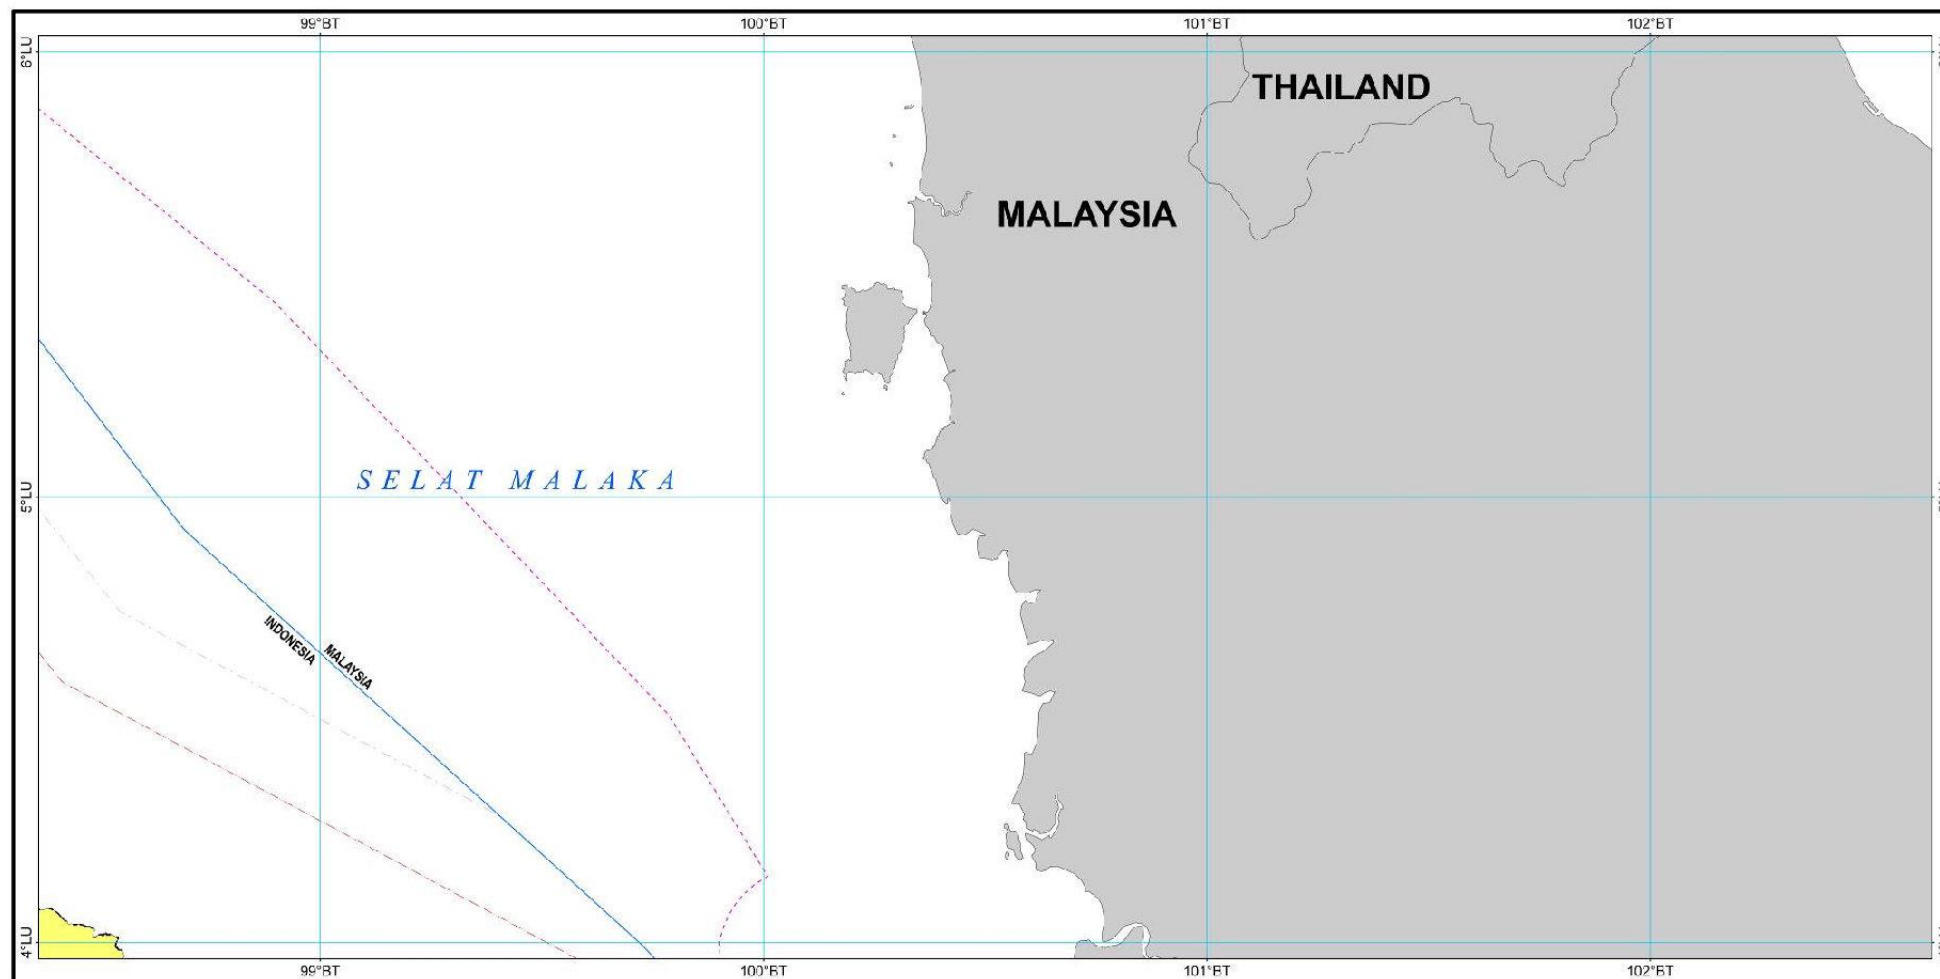 99°BT 100°BT 101°BT 102°BT
6°LU
THAILAND
MALAYSIA
SELAT MALAKA
5°LU
INDONESIA
MALAYSIA
4°LU
99°BT 100°BT 101°BT 102°BT